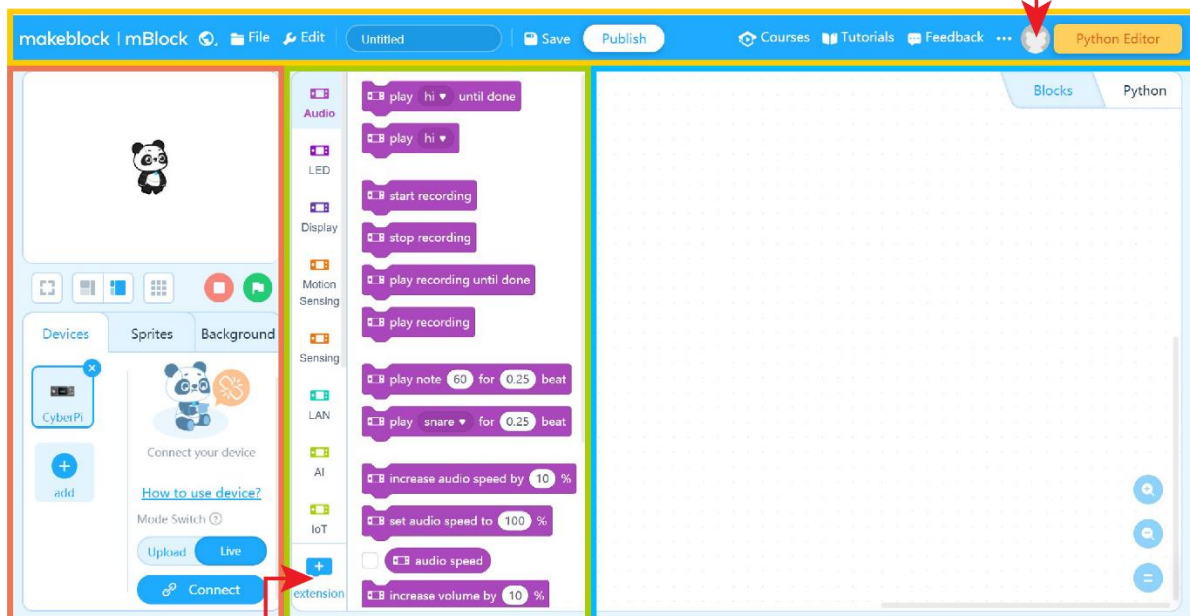 makeblock | mBlock File Edit Untitled Save Publish Courses Tutorials Feedback ... Python Editor
Blocks Python
Devices Sprites Background
CyberPi
add
Connect your device
How to use device?
Mode Switch ?
Upload Live
Connect
Audio
LED
Display
Motion
Sensing
Sensing
LAN
AI
IoT
extension
play hi until done
play hi
start recording
stop recording
play recording until done
play recording
play note 60 for 0.25 beat
play snare for 0.25 beat
increase audio speed by 10 %
set audio speed to 100 %
audio speed
increase volume by 10 %